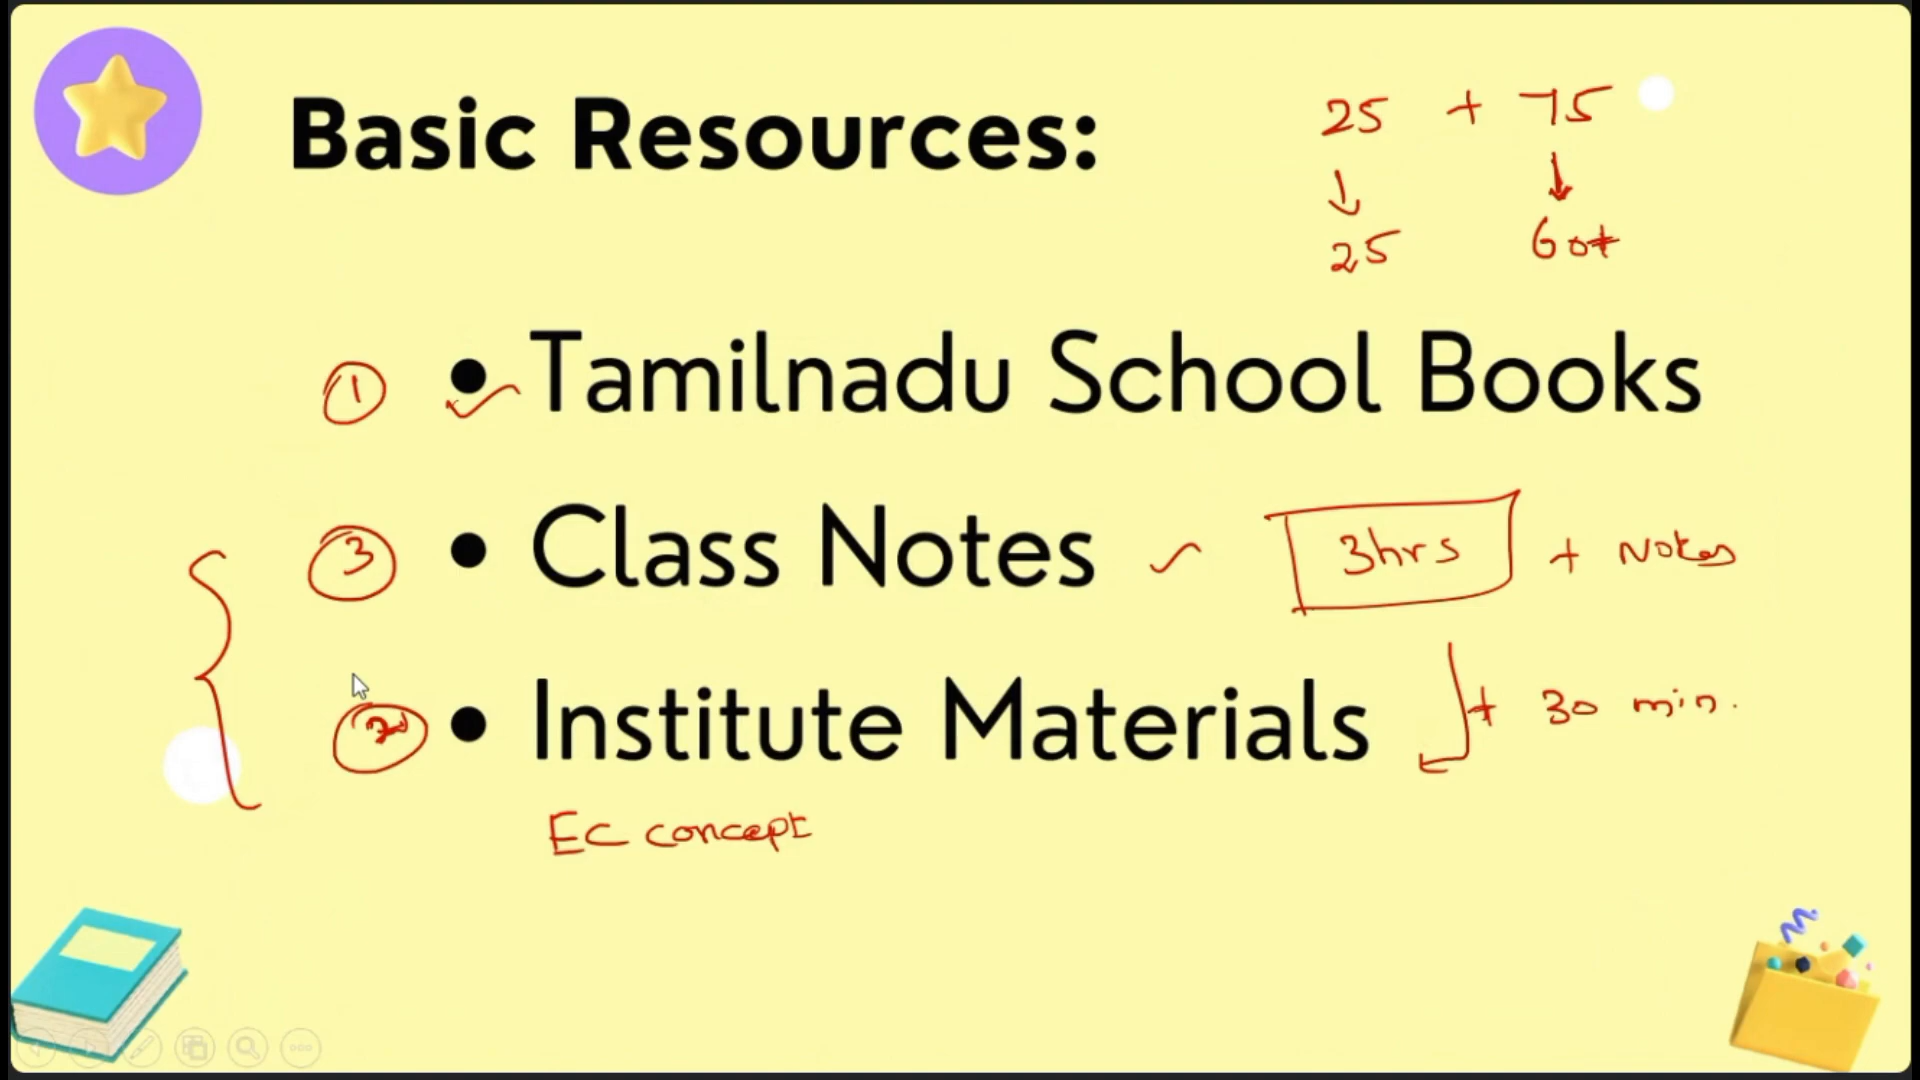 Basic Resources:
25 + 75
↓ ↓
25 60+
① • Tamilnadu School Books
③ • Class Notes 3hrs + Notes
② • Institute Materials + 30 min.
EC concept